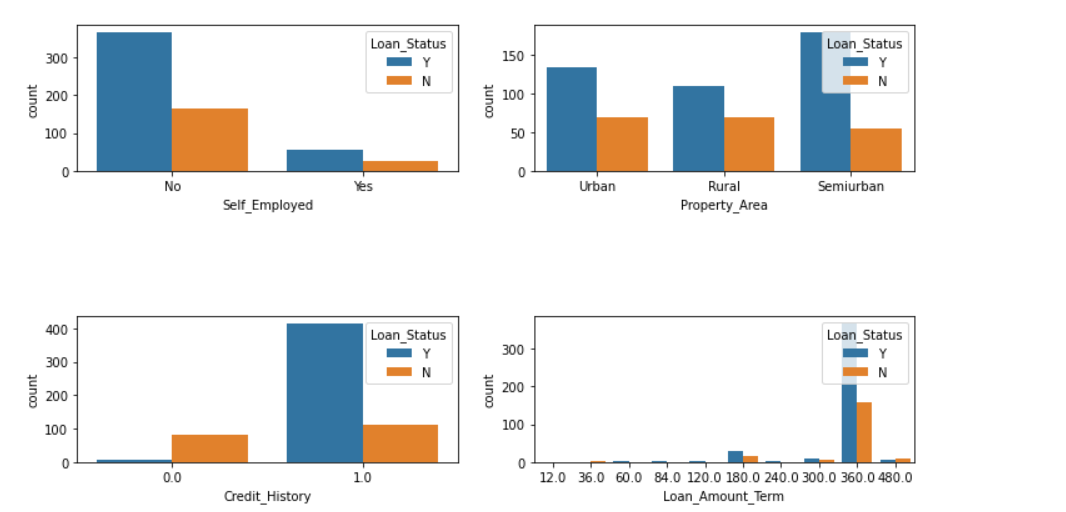 Loan_Status
Y
N
300
200
100
0
count
No Yes
Self_Employed
Loan_Status
Y
N
150
100
50
0
count
Urban Rural Semiurban
Property_Area
Loan_Status
Y
N
400
300
200
100
0
count
0.0 1.0
Credit_History
Loan_Status
Y
N
300
200
100
0
count
12.0 36.0 60.0 84.0 120.0 180.0 240.0 300.0 360.0 480.0
Loan_Amount_Term